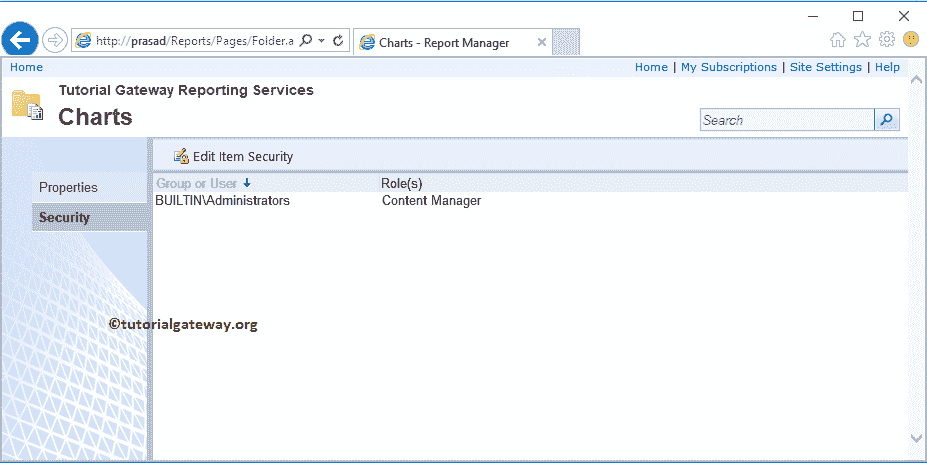 http://prasad/Reports/Pages/Folder.a
Charts - Report Manager
Home
Home | My Subscriptions | Site Settings | Help
Tutorial Gateway Reporting Services
Charts
Search
Edit Item Security
Properties
Security
Group or User Role(s)
BUILTIN\Administrators Content Manager
©tutorialgateway.org